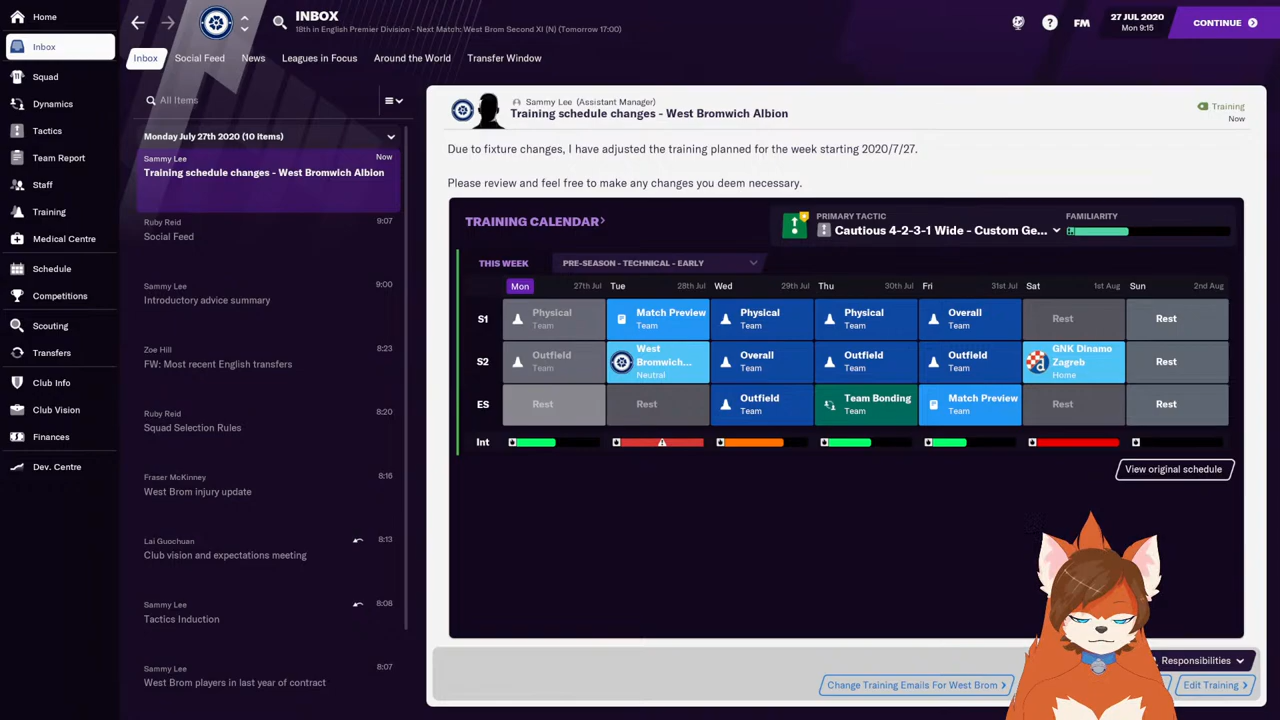 Home
Inbox
Squad
Dynamics
Tactics
Team Report
Staff
Training
Medical Centre
Schedule
Competitions
Scouting
Transfers
Club Info
Club Vision
Finances
Dev. Centre
INBOX
18th in English Premier Division - Next Match: West Brom Second XI (N) (Tomorrow 17:00)
FM
27 JUL 2020
Mon 9:15
CONTINUE
Inbox
Social Feed
News
Leagues in Focus
Around the World
Transfer Window
All Items
Monday July 27th 2020 (10 Items)
Sammy Lee Now
Training schedule changes - West Bromwich Albion
Ruby Reid 9:07
Social Feed
Sammy Lee 9:00
Introductory advice summary
Zoe Hill 8:23
FW: Most recent English transfers
Ruby Reid 8:20
Squad Selection Rules
Fraser McKinney 8:16
West Brom injury update
Lai Guochuan 8:13
Club vision and expectations meeting
Sammy Lee 8:08
Tactics Induction
Sammy Lee 8:07
West Brom players in last year of contract
Sammy Lee (Assistant Manager)
Training schedule changes - West Bromwich Albion
Training
Now
Due to fixture changes, I have adjusted the training planned for the week starting 2020/7/27.
Please review and feel free to make any changes you deem necessary.
TRAINING CALENDAR
PRIMARY TACTIC
Cautious 4-2-3-1 Wide - Custom Ge...
FAMILIARITY
THIS WEEK
PRE-SEASON - TECHNICAL - EARLY
Mon 27th Jul Tue 28th Jul Wed 29th Jul Thu 30th Jul Fri 31st Jul Sat 1st Aug Sun 2nd Aug
S1
Physical Team
Match Preview Team
Physical Team
Physical Team
Overall Team
Rest
Rest
S2
Outfield Team
West Bromwich... Neutral
Overall Team
Outfield Team
Outfield Team
GNK Dinamo Zagreb Home
Rest
ES
Rest
Rest
Outfield Team
Team Bonding Team
Match Preview Team
Rest
Rest
Int
View original schedule
Responsibilities
Change Training Emails For West Brom
Edit Training